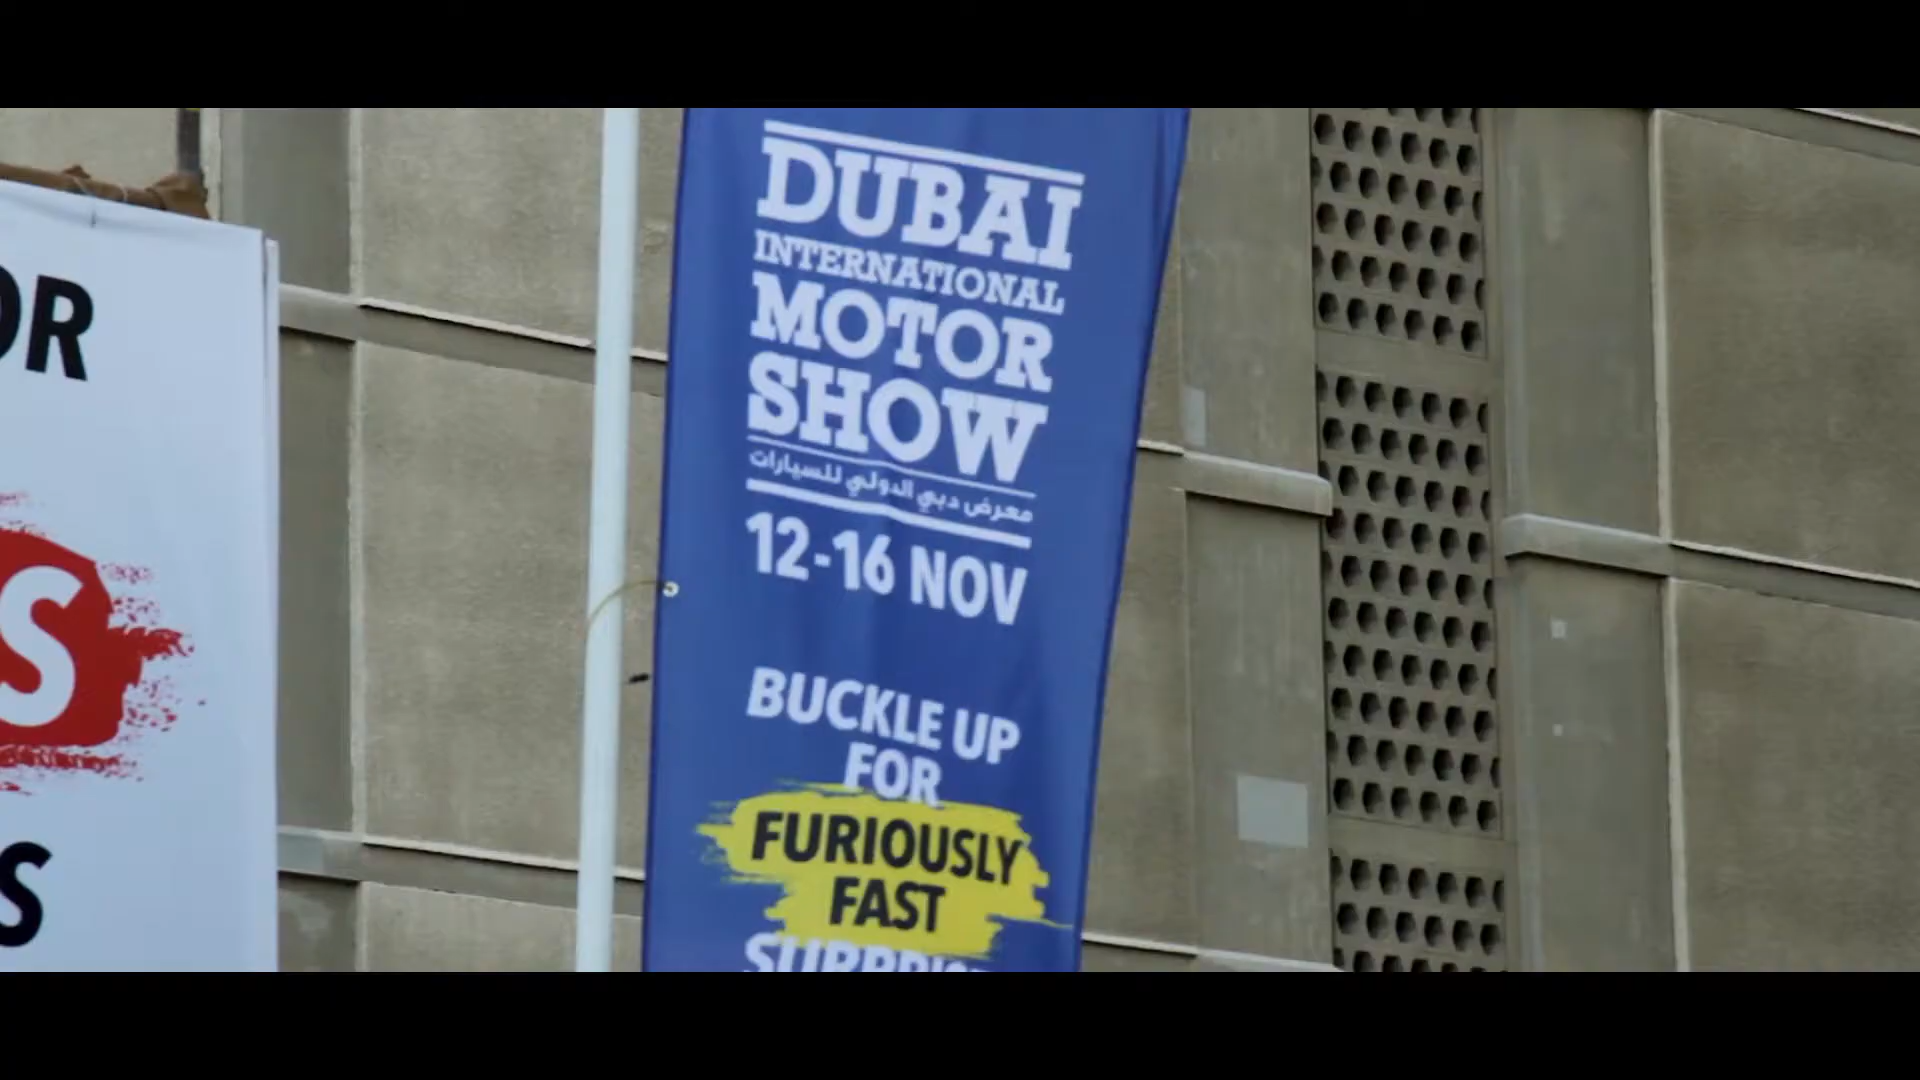 DUBAI
INTERNATIONAL
MOTOR
SHOW
معرض دبي الدولي للسيارات
12-16 NOV
BUCKLE UP
FOR
FURIOUSLY
FAST
OR
S
S